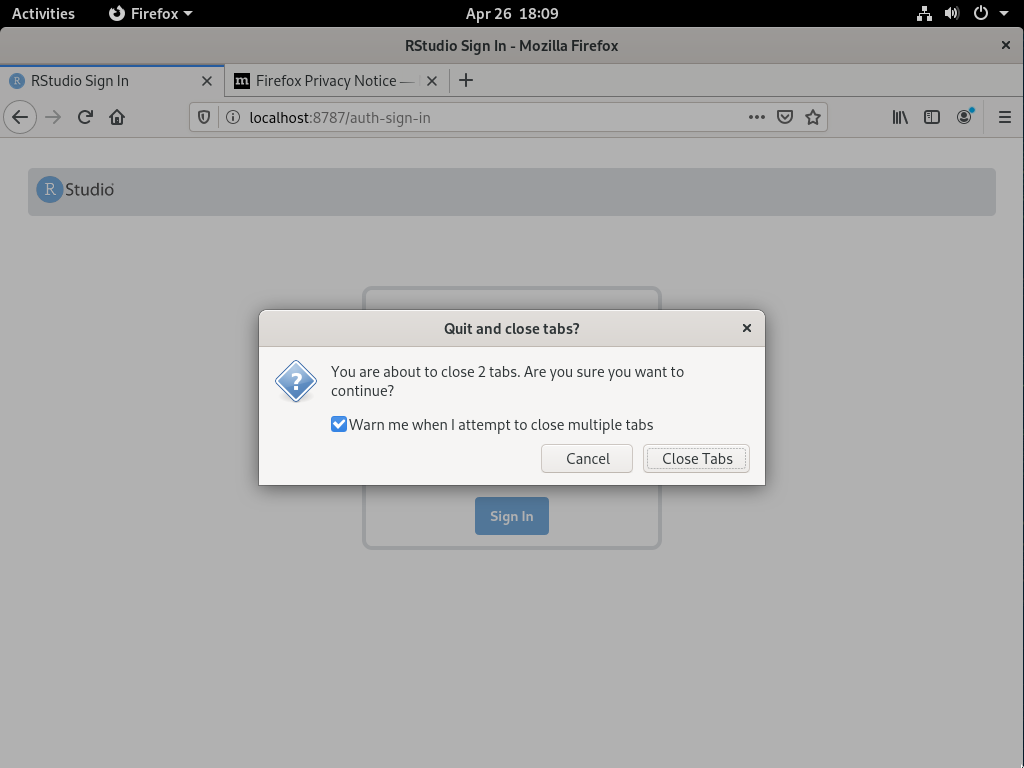 Activities Firefox Apr 26 18:09
RStudio Sign In - Mozilla Firefox
RStudio Sign In Firefox Privacy Notice —
localhost:8787/auth-sign-in
R Studio
Quit and close tabs?
You are about to close 2 tabs. Are you sure you want to
continue?
Warn me when I attempt to close multiple tabs
Cancel Close Tabs
Sign In